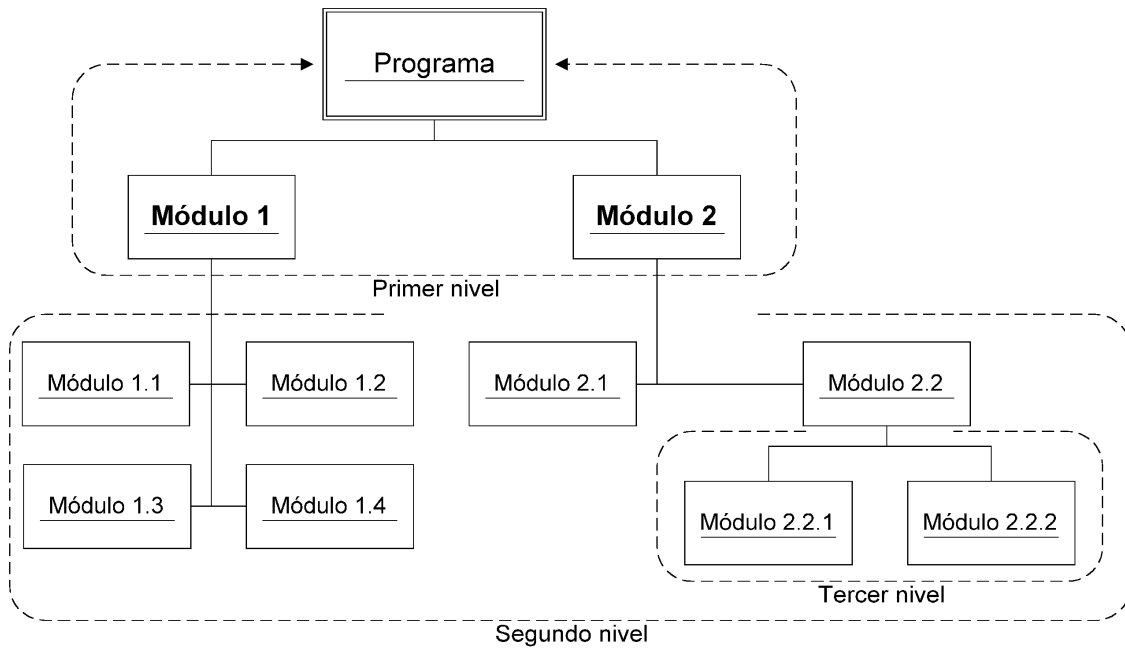 Programa
Módulo 1
Módulo 2
Primer nivel
Módulo 1.1
Módulo 1.2
Módulo 2.1
Módulo 2.2
Módulo 1.3
Módulo 1.4
Módulo 2.2.1
Módulo 2.2.2
Tercer nivel
Segundo nivel